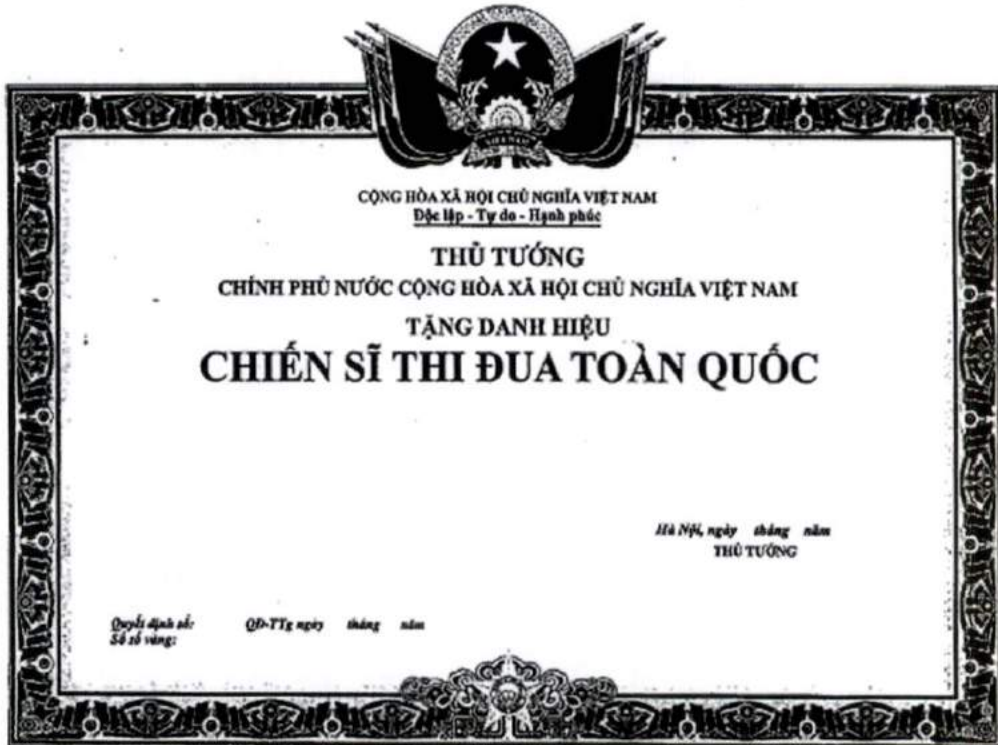 VIỆT NAM
CỘNG HÒA XÃ HỘI CHỦ NGHĨA VIỆT NAM
Độc lập - Tự do - Hạnh phúc
THỦ TƯỚNG
CHÍNH PHỦ NƯỚC CỘNG HÒA XÃ HỘI CHỦ NGHĨA VIỆT NAM
TẶNG DANH HIỆU
CHIẾN SĨ THI ĐUA TOÀN QUỐC
Hà Nội, ngày tháng năm
THỦ TƯỚNG
Quyết định số: QĐ-TTg ngày tháng năm
Số sổ vàng: